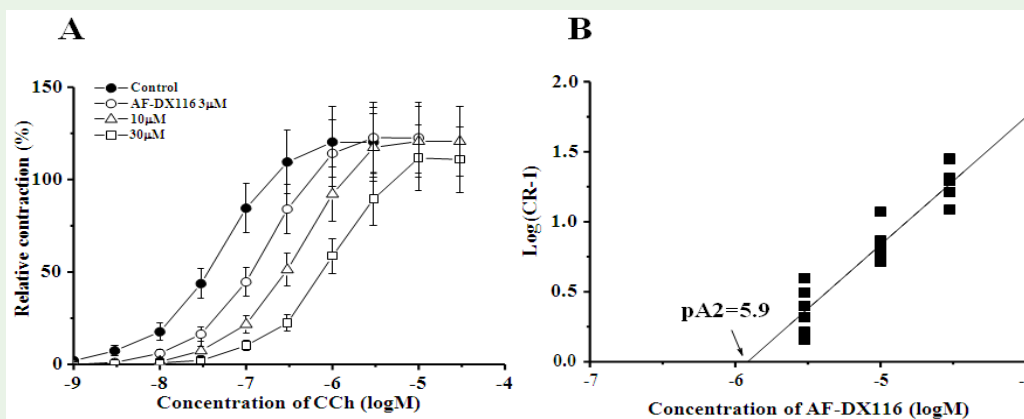 A
B
Control
AF-DX116 3μM
10μM
30μM
Relative contraction (%)
150
100
50
0
-9
-8
-7
-6
-5
-4
Concentration of CCh (logM)
Log(CR-1)
2.0
1.5
1.0
0.5
0.0
pA2=5.9
-7
-6
-5
-4
Concentration of AF-DX116 (logM)